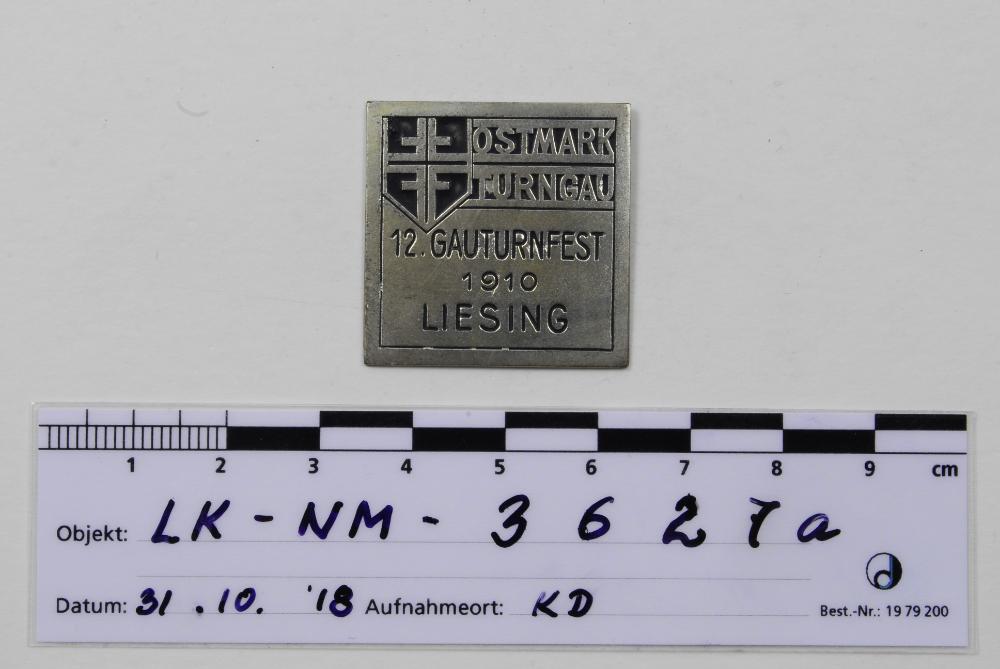 OSTMARK
TURNGAU
12. GAUTURNFEST
1910
LIESING
1 2 3 4 5 6 7 8 9 cm
Objekt: LK - NM - 3627a
Datum: 31.10.'18 Aufnahmeort: KD
Best.-Nr.: 19 79 200